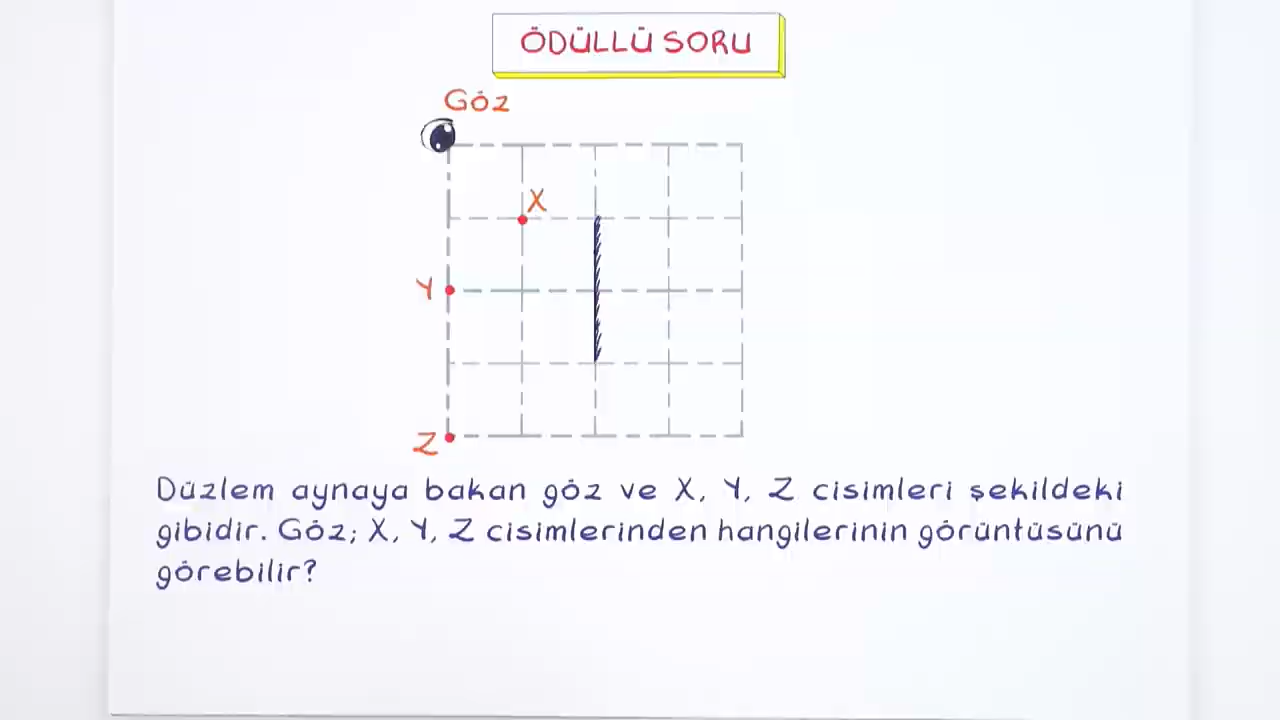 ÖDÜLLÜ SORU
Göz
X
Y
Z
Düzlem aynaya bakan göz ve X, Y, Z cisimleri şekildeki
gibidir. Göz; X, Y, Z cisimlerinden hangilerinin görüntüsünü
görebilir?